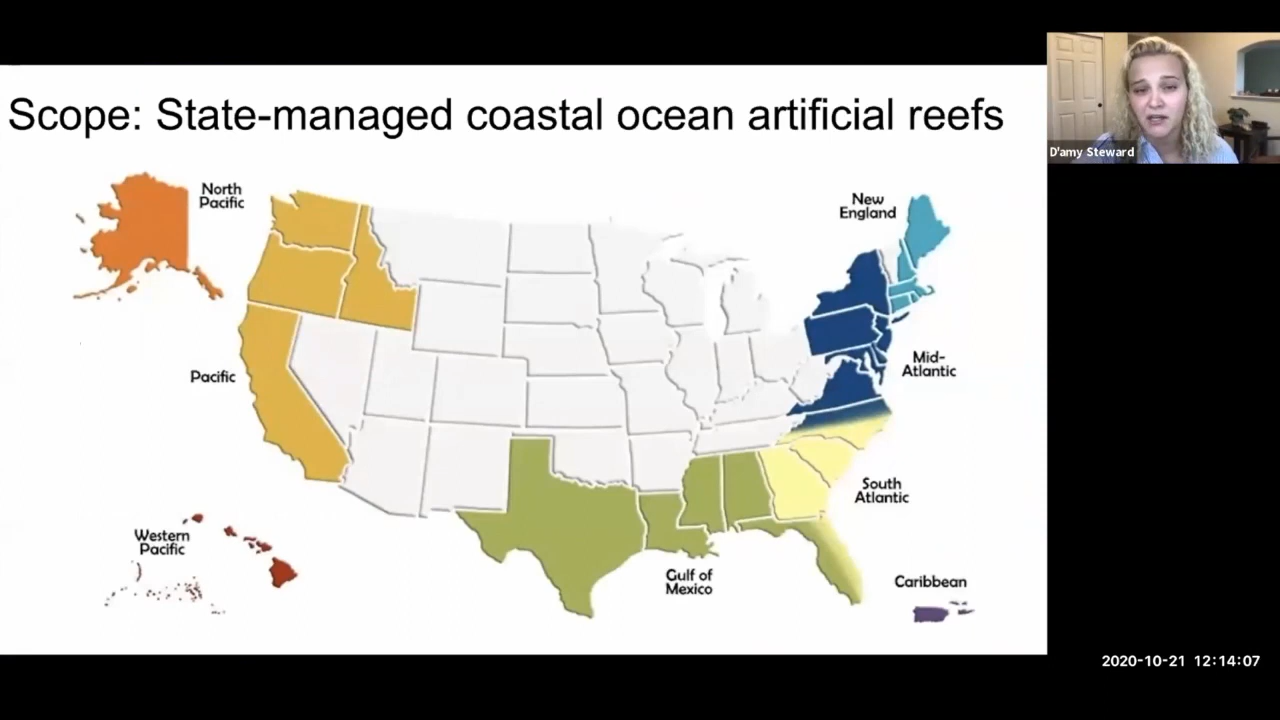 Scope: State-managed coastal ocean artificial reefs
D'amy Steward
North
Pacific
New
England
Pacific
Mid-
Atlantic
South
Atlantic
Western
Pacific
Gulf of
Mexico
Caribbean
2020-10-21 12:14:07